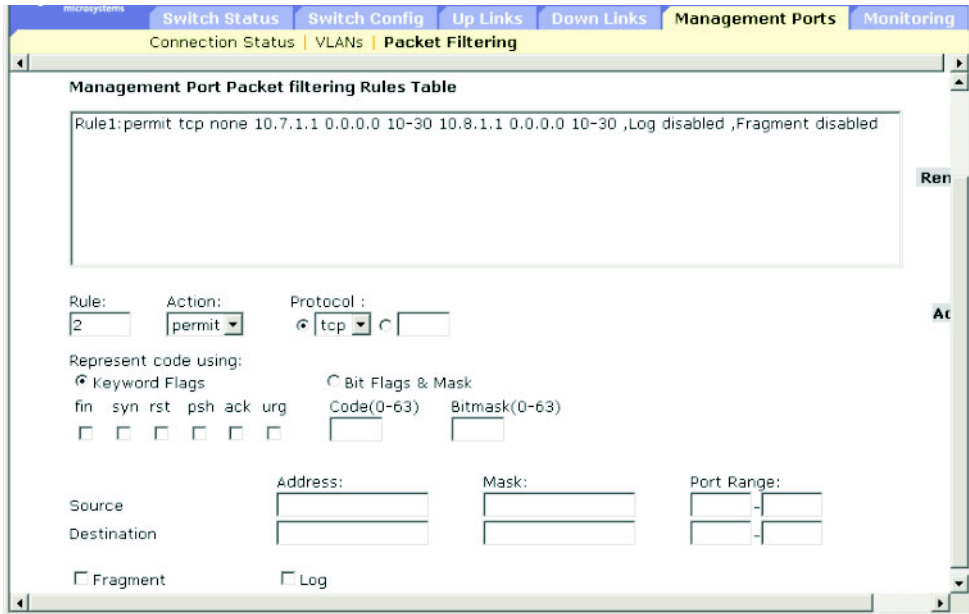 microsystems
Switch Status Switch Config Up Links Down Links Management Ports Monitoring
Connection Status | VLANs | Packet Filtering
Management Port Packet filtering Rules Table
Rule1:permit tcp none 10.7.1.1 0.0.0.0 10-30 10.8.1.1 0.0.0.0 10-30 ,Log disabled ,Fragment disabled
Ren
Rule: Action: Protocol :
2 permit tcp
Ad
Represent code using:
Keyword Flags Bit Flags & Mask
fin syn rst psh ack urg Code(0-63) Bitmask(0-63)
Address: Mask: Port Range:
Source -
Destination -
Fragment Log